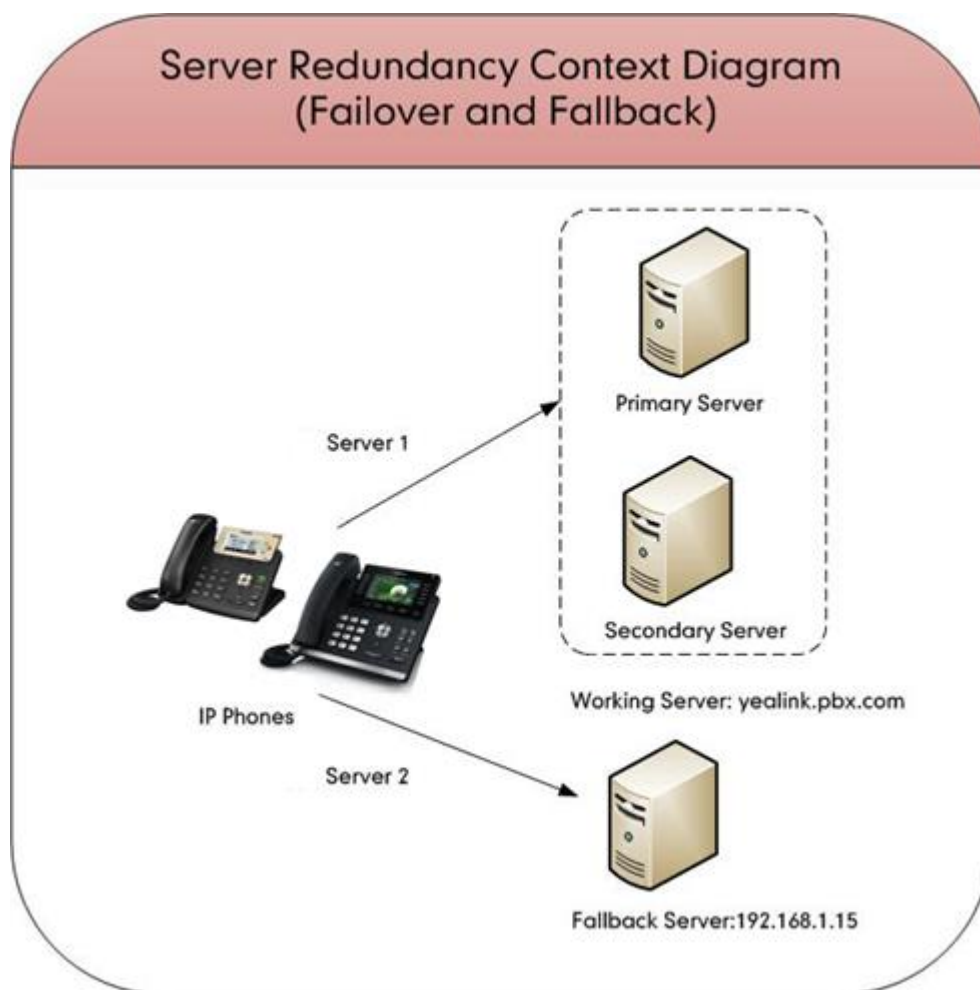 Server Redundancy Context Diagram
(Failover and Fallback)
Primary Server
Server 1
Secondary Server
IP Phones
Working Server: yealink.pbx.com
Server 2
Fallback Server:192.168.1.15